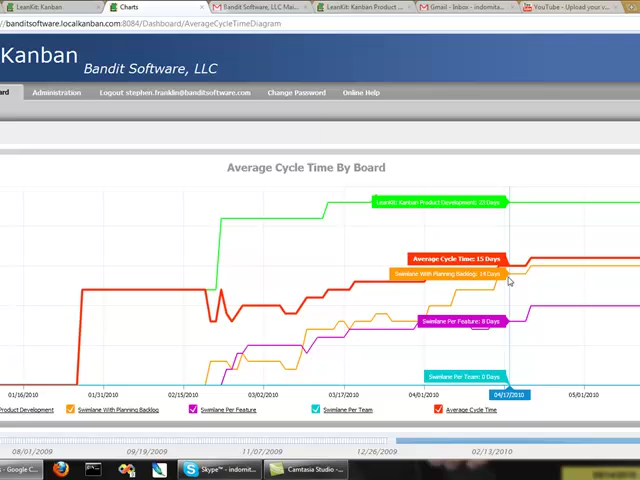 LeanKit: Kanban
Charts
Bandit Software, LLC Mai...
LeanKit: Kanban Product ...
Gmail - Inbox - indomita...
YouTube - Upload your v...
//banditsoftware.localkanban.com:8084/Dashboard/AverageCycleTimeDiagram
Kanban
Bandit Software, LLC
ard
Administration
Logout stephen.franklin@banditsoftware.com
Change Password
Online Help
Average Cycle Time By Board
LeanKit: Kanban Product Development: 23 Days
Average Cycle Time: 15 Days
Swimlane With Planning Backlog: 14 Days
Swimlane Per Feature: 8 Days
Swimlane Per Team: 0 Days
01/16/2010 01/31/2010 02/15/2010 03/02/2010 03/17/2010 04/01/2010 04/17/2010 05/01/2010
Product Development
Swimlane With Planning Backlog
Swimlane Per Feature
Swimlane Per Team
Average Cycle Time
08/01/2009 09/19/2009 11/07/2009 12/26/2009 02/13/2010
s - Google C...
Skype™ - indomit...
Camtasia Studio -...